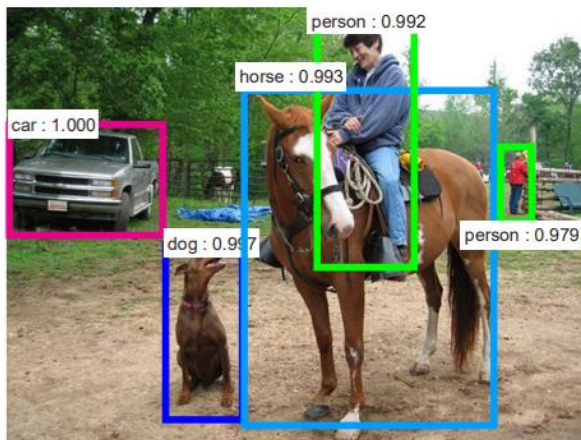 person : 0.992
horse : 0.993
car : 1.000
dog : 0.997
person : 0.979